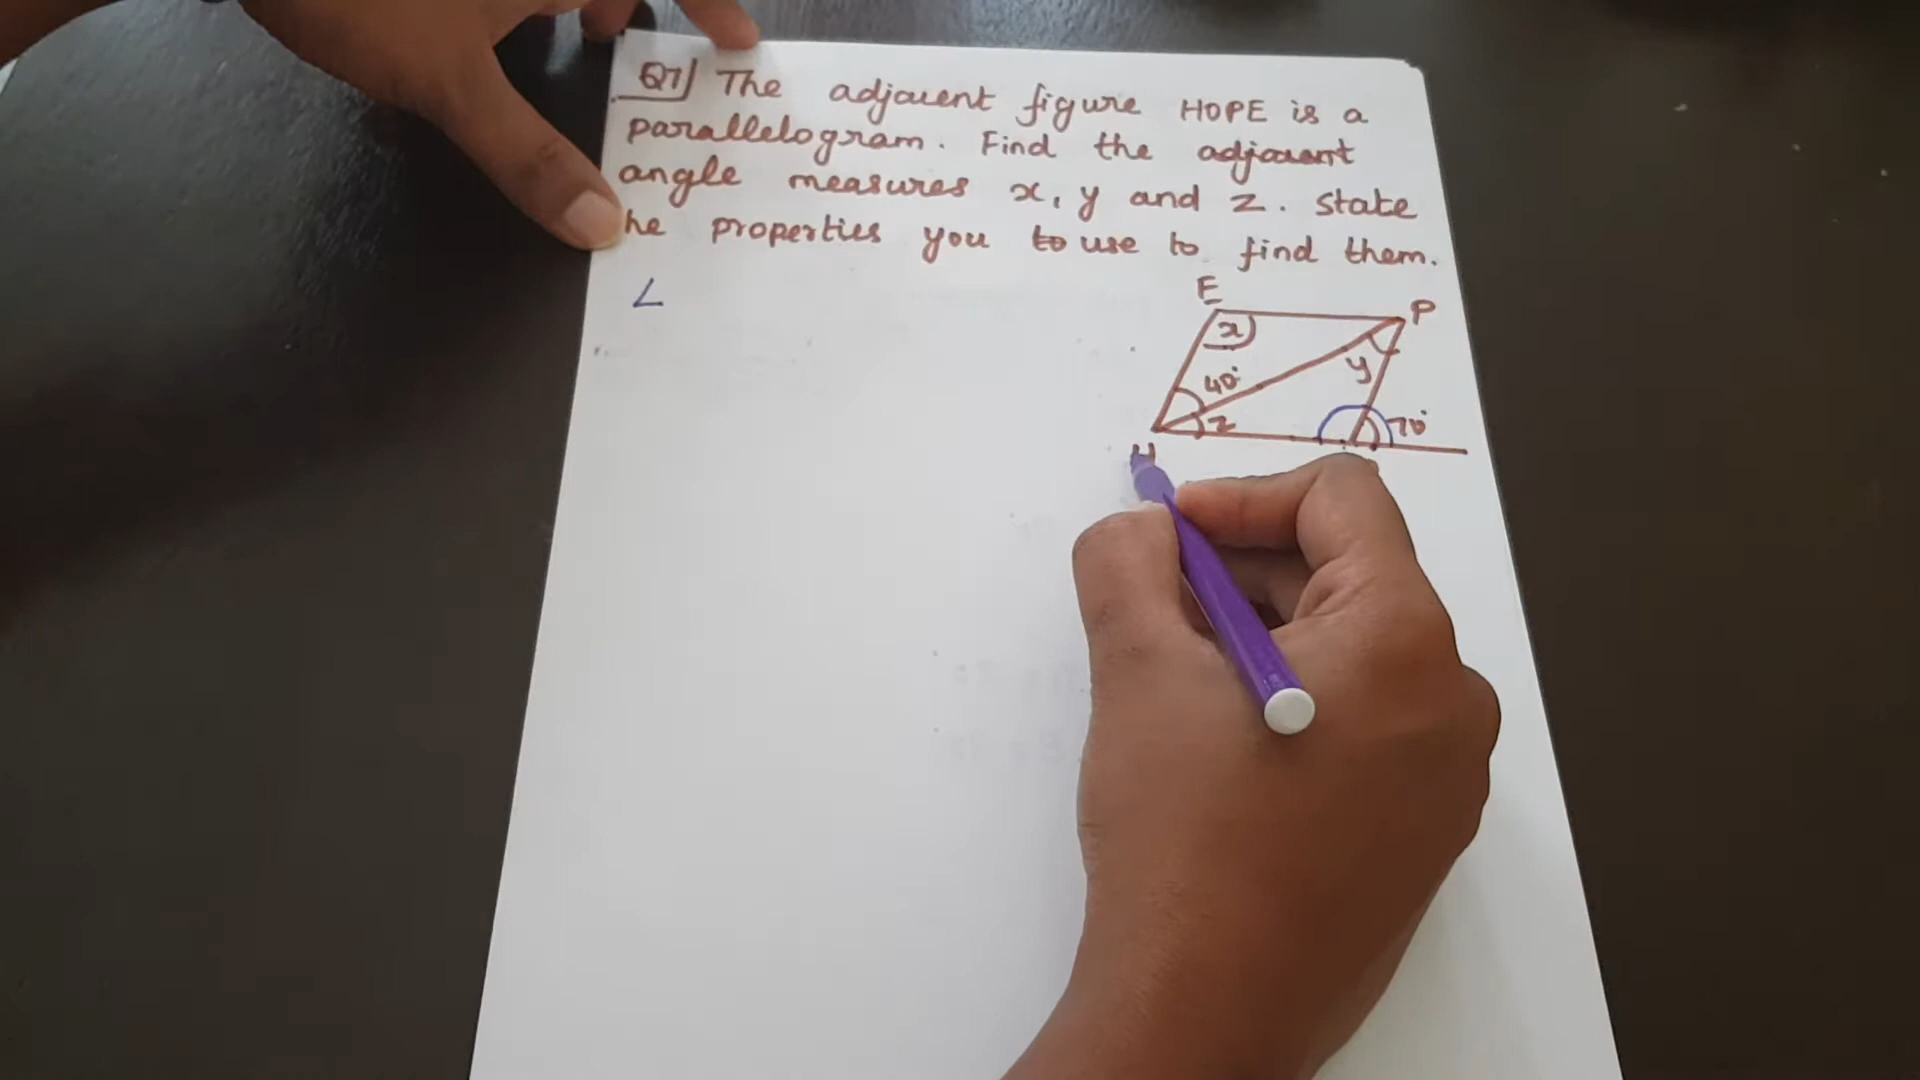 Q7/ The adjacent figure HOPE is a
parallelogram. Find the adjacent
angle measures x, y and z. State
he properties you to use to find them.
∠
E
P
x
y
40°
z
70°
H